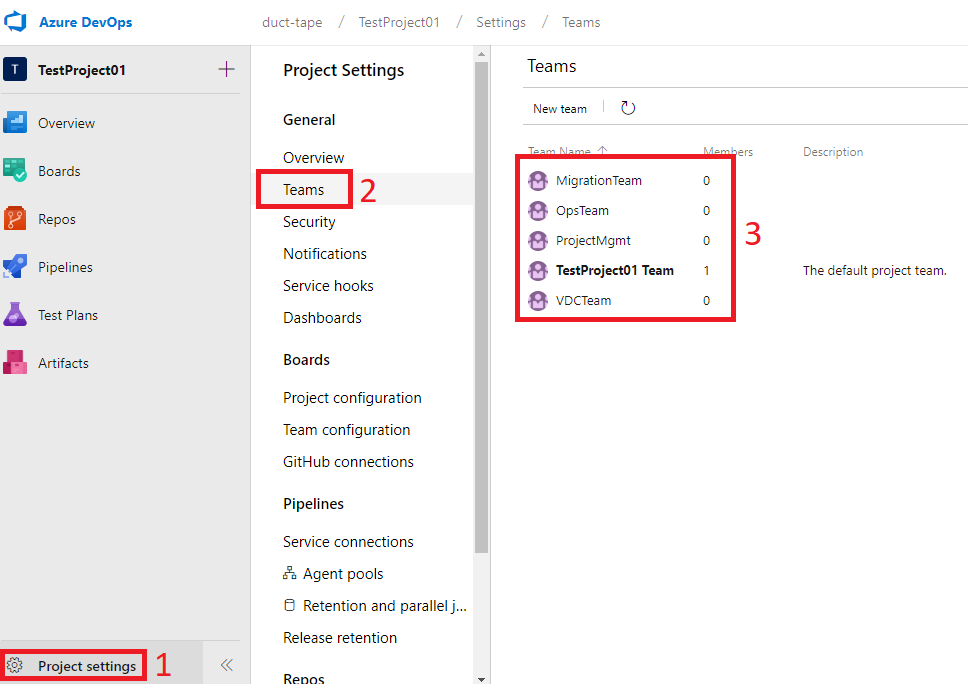 Azure DevOps
duct-tape / TestProject01 / Settings / Teams
T TestProject01
Overview
Boards
Repos
Pipelines
Test Plans
Artifacts
Project settings 1
Project Settings
General
Overview
Teams 2
Security
Notifications
Service hooks
Dashboards
Boards
Project configuration
Team configuration
GitHub connections
Pipelines
Service connections
Agent pools
Retention and parallel j...
Release retention
Repos
Teams
New team
Team Name Members Description
MigrationTeam 0
OpsTeam 0
ProjectMgmt 0
3
TestProject01 Team 1 The default project team.
VDCTeam 0